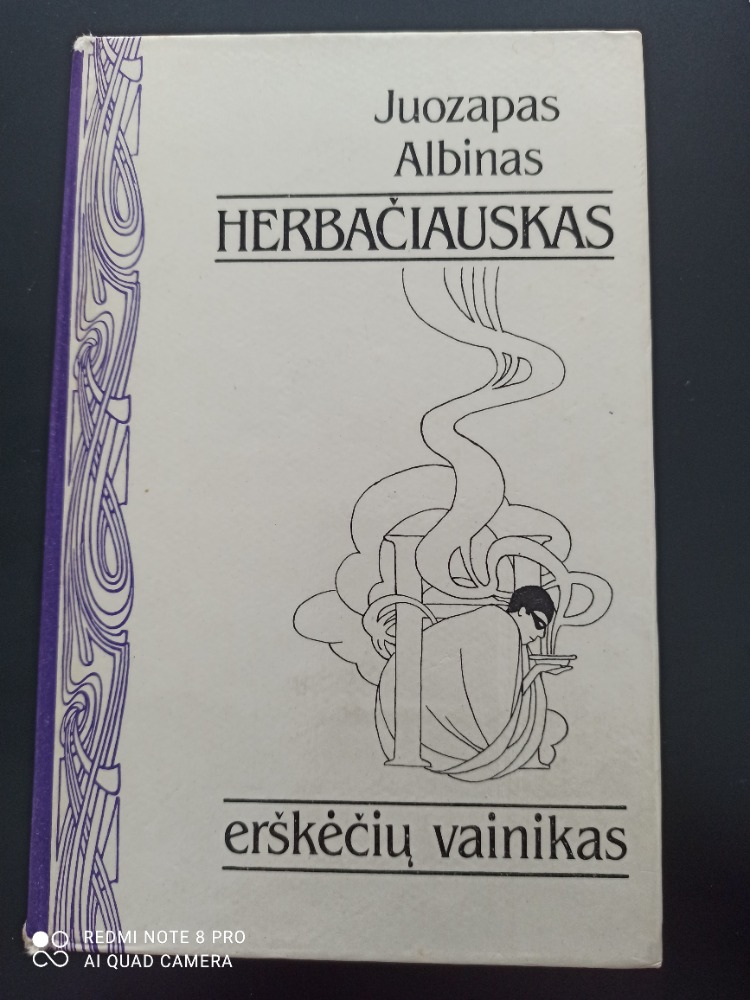 Juozapas
Albinas
HERBAČIAUSKAS
erškėčių vainikas
REDMI NOTE 8 PRO
AI QUAD CAMERA